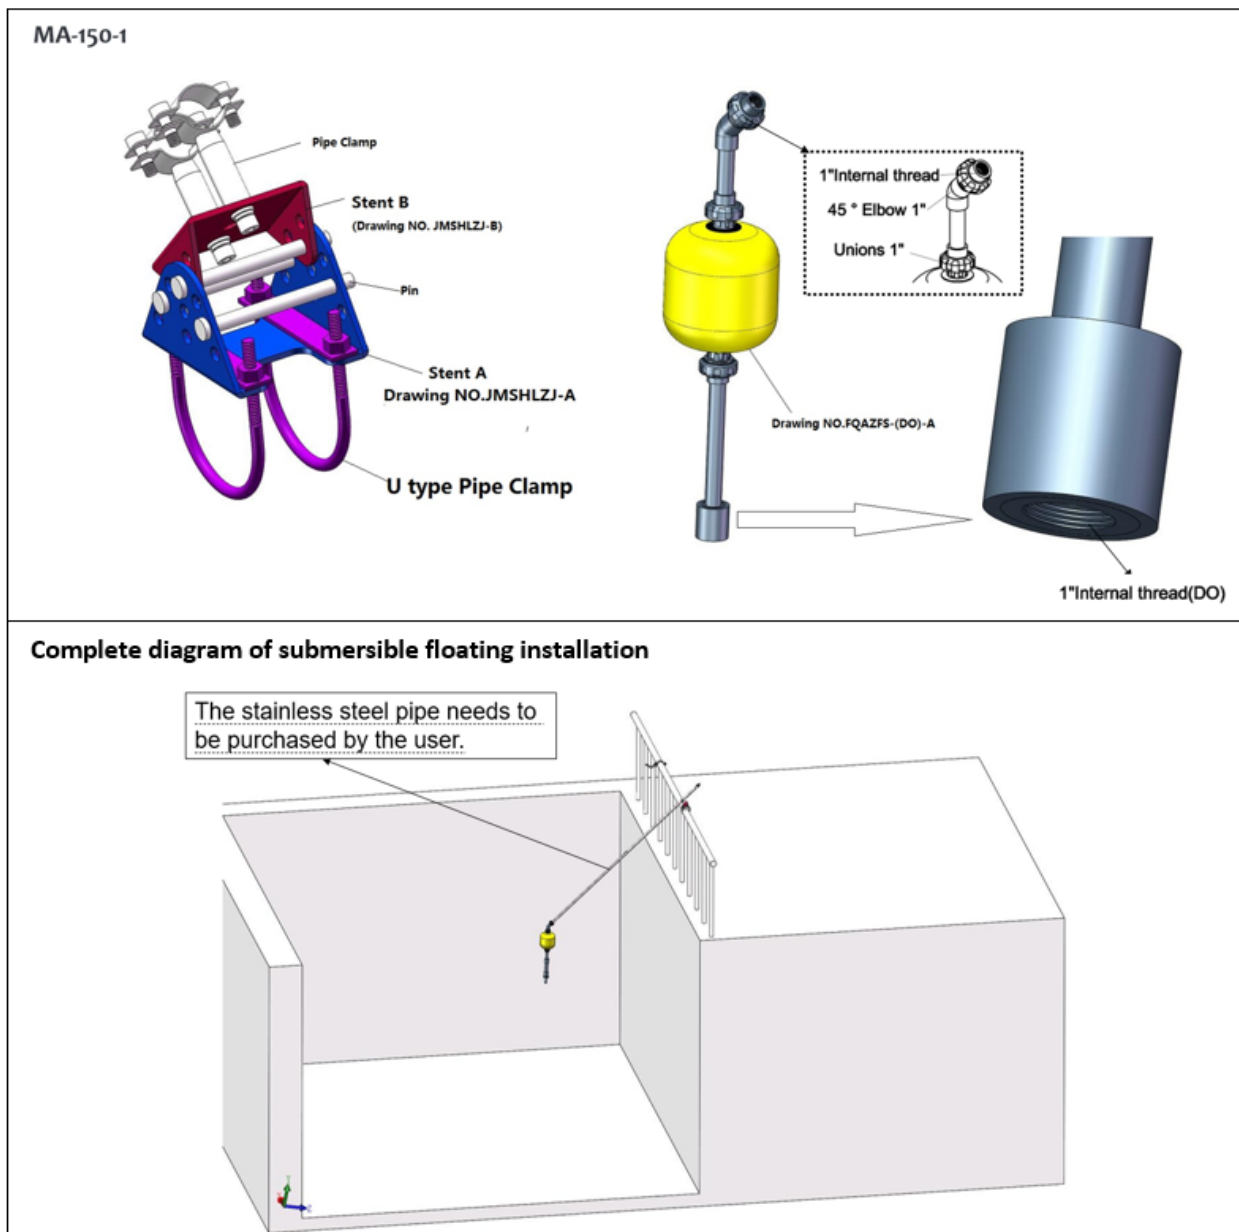 MA-150-1
Pipe Clamp
Stent B
(Drawing NO. JMSHLZJ-B)
Pin
Stent A
Drawing NO.JMSHLZJ-A
U type Pipe Clamp
1"Internal thread
45 ° Elbow 1"
Unions 1"
Drawing NO.FQAZFS-(DO)-A
1"Internal thread(DO)
Complete diagram of submersible floating installation
The stainless steel pipe needs to
be purchased by the user.